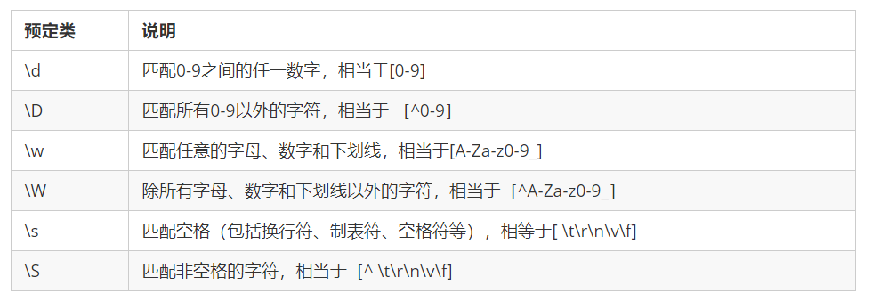 预定类 说明
\d 匹配0-9之间的任一数字，相当于[0-9]
\D 匹配所有0-9以外的字符，相当于 [^0-9]
\w 匹配任意的字母、数字和下划线，相当于[A-Za-z0-9 ]
\W 除所有字母、数字和下划线以外的字符，相当于 [^A-Za-z0-9 ]
\s 匹配空格（包括换行符、制表符、空格符等），相等于[ \t\r\n\v\f]
\S 匹配非空格的字符，相当于 [^ \t\r\n\v\f]